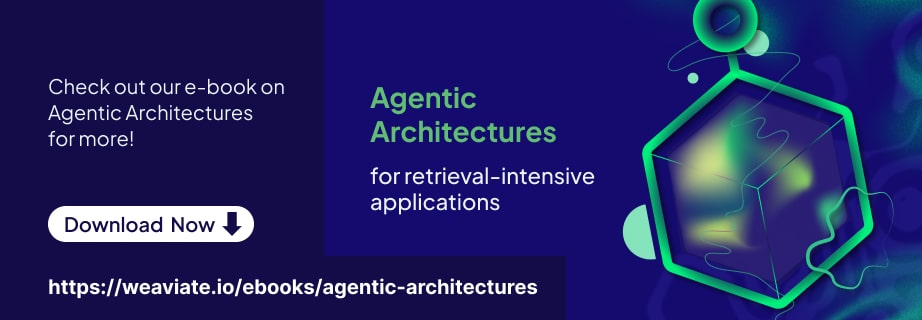 Check out our e-book on
Agentic Architectures
for more!
Download Now
Agentic
Architectures
for retrieval-intensive
applications
https://weaviate.io/ebooks/agentic-architectures